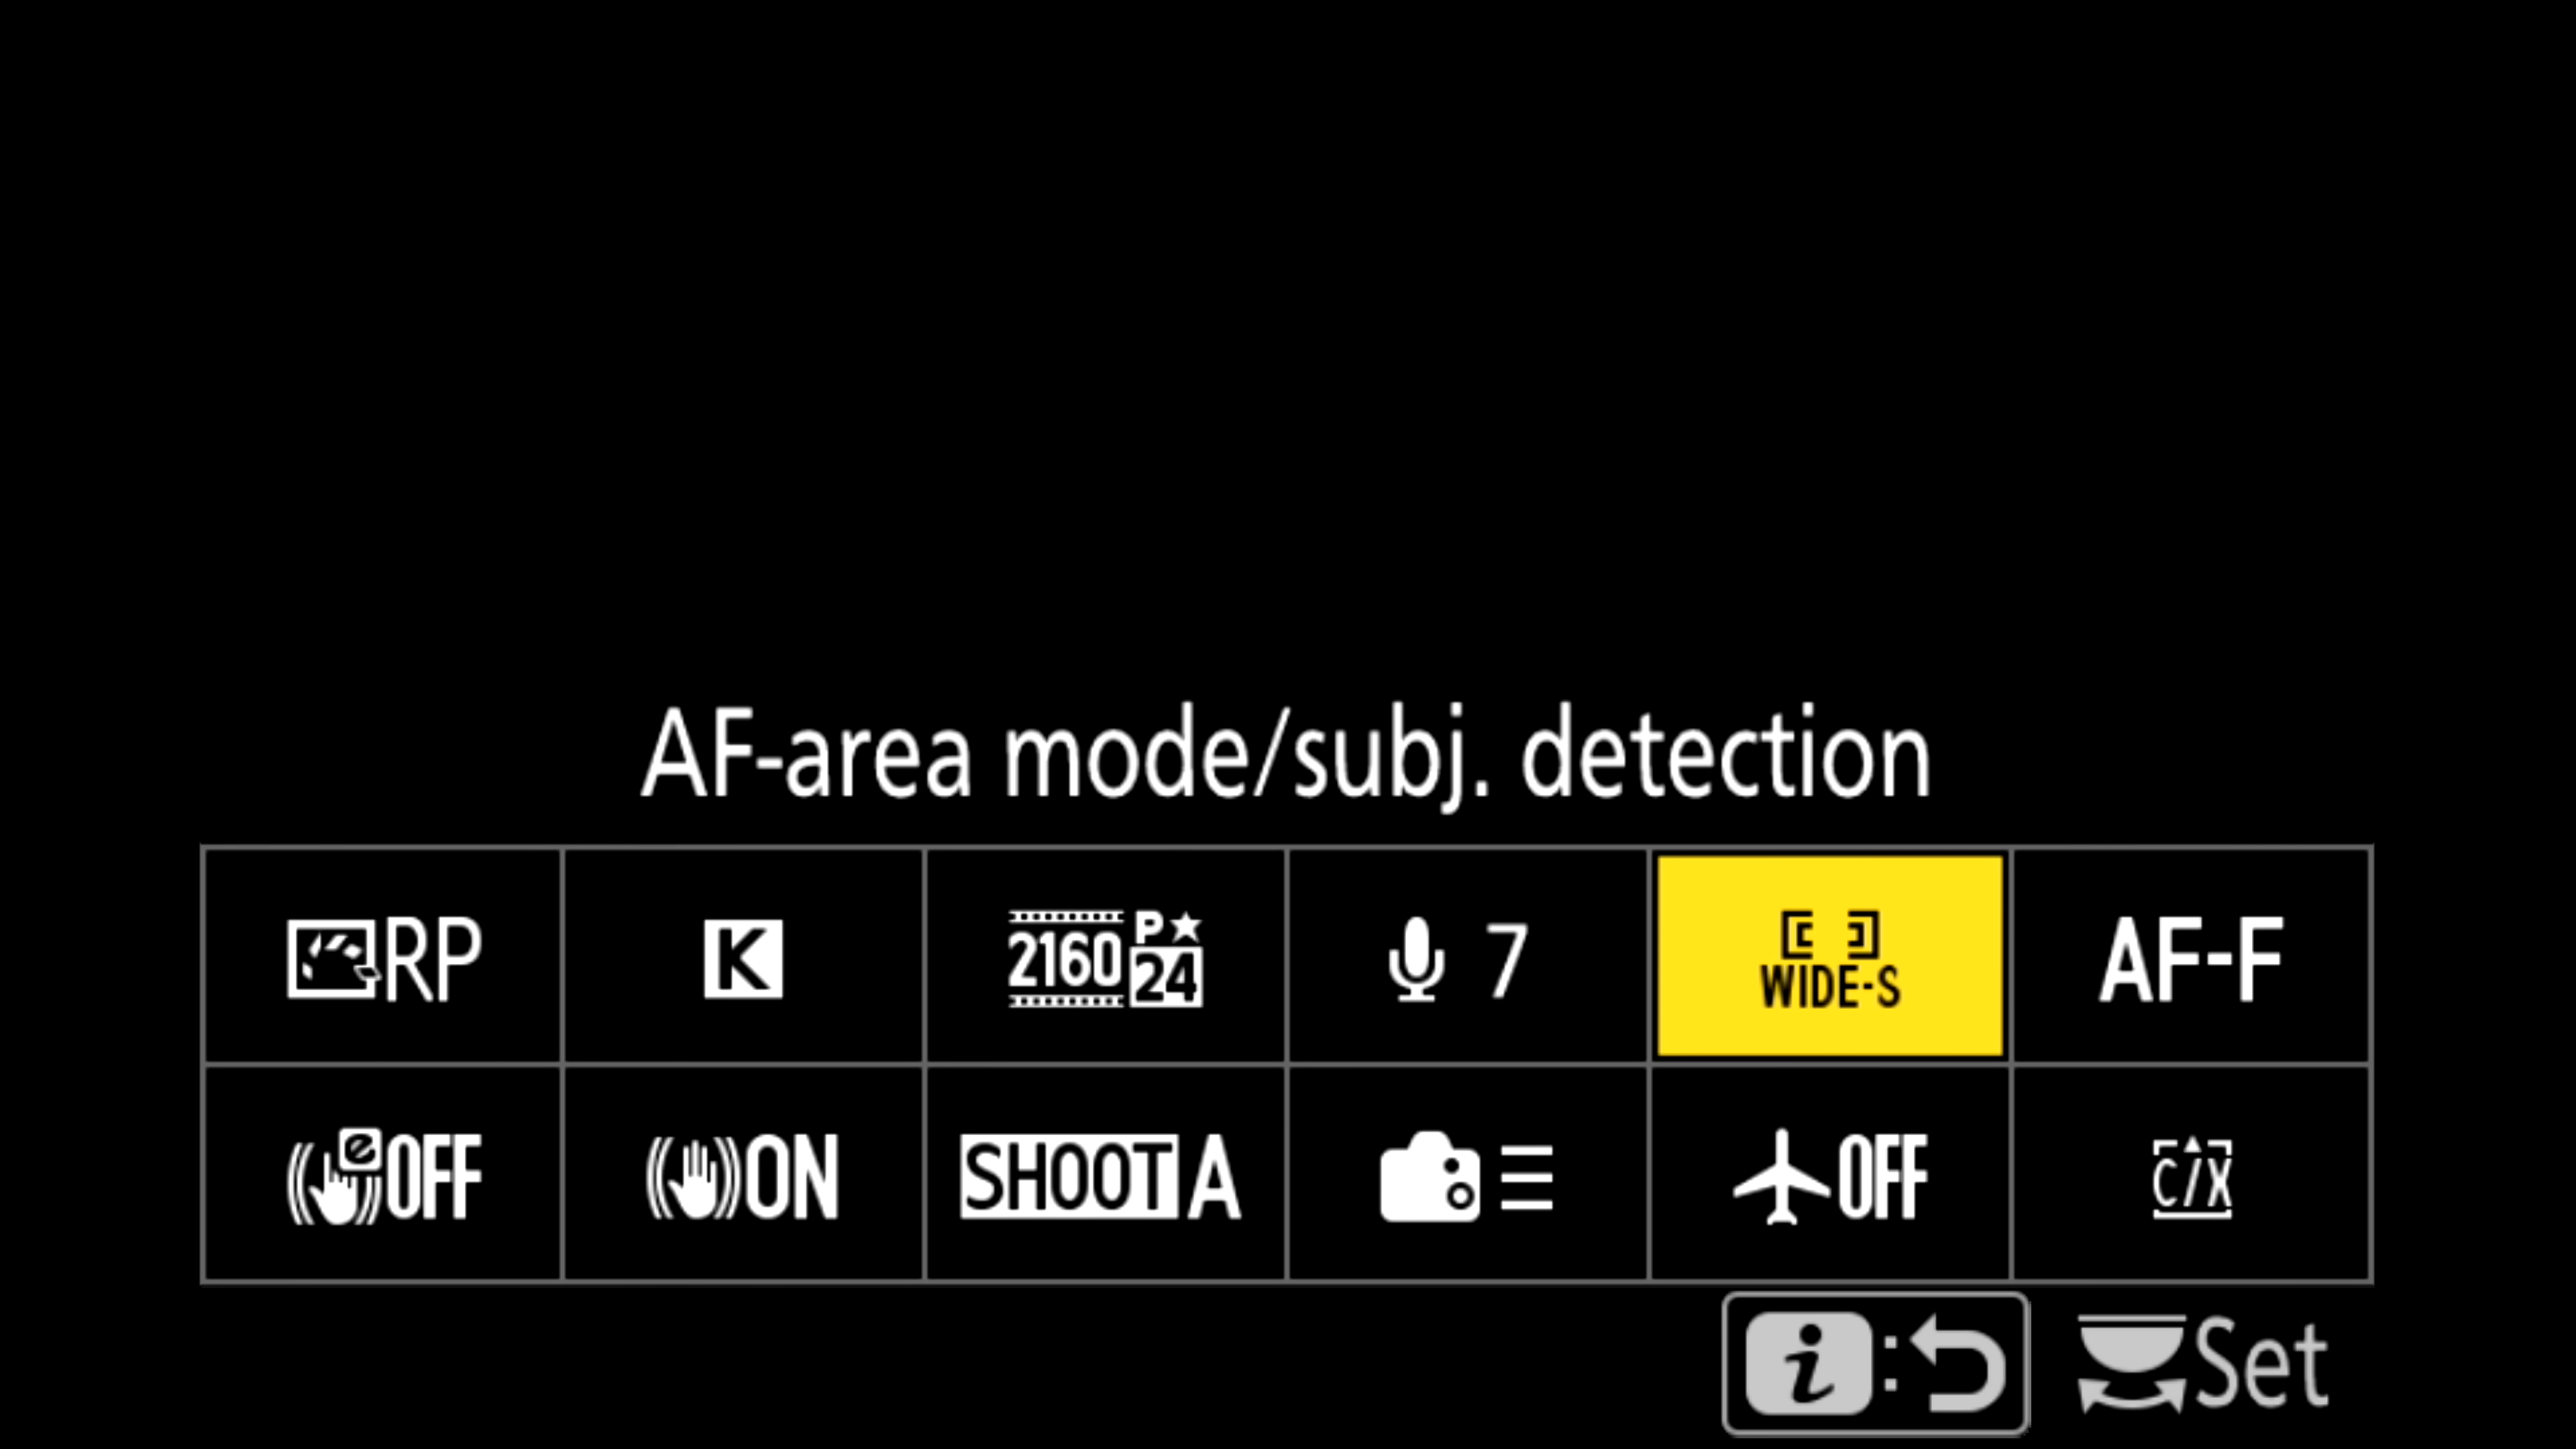 AF-area mode/subj. detection
RP K 2160 P★ 24 7 WIDE-S AF-F
e OFF ON SHOOT A OFF C/X
i : Set